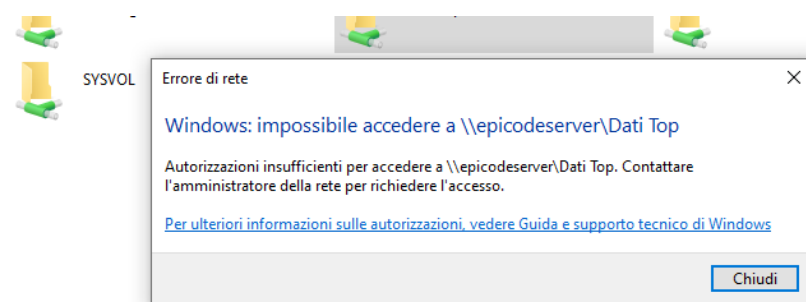 SYSVOL
Errore di rete
Windows: impossibile accedere a \\epicodeserver\Dati Top
Autorizzazioni insufficienti per accedere a \\epicodeserver\Dati Top. Contattare
l'amministratore della rete per richiedere l'accesso.
Per ulteriori informazioni sulle autorizzazioni, vedere Guida e supporto tecnico di Windows
Chiudi